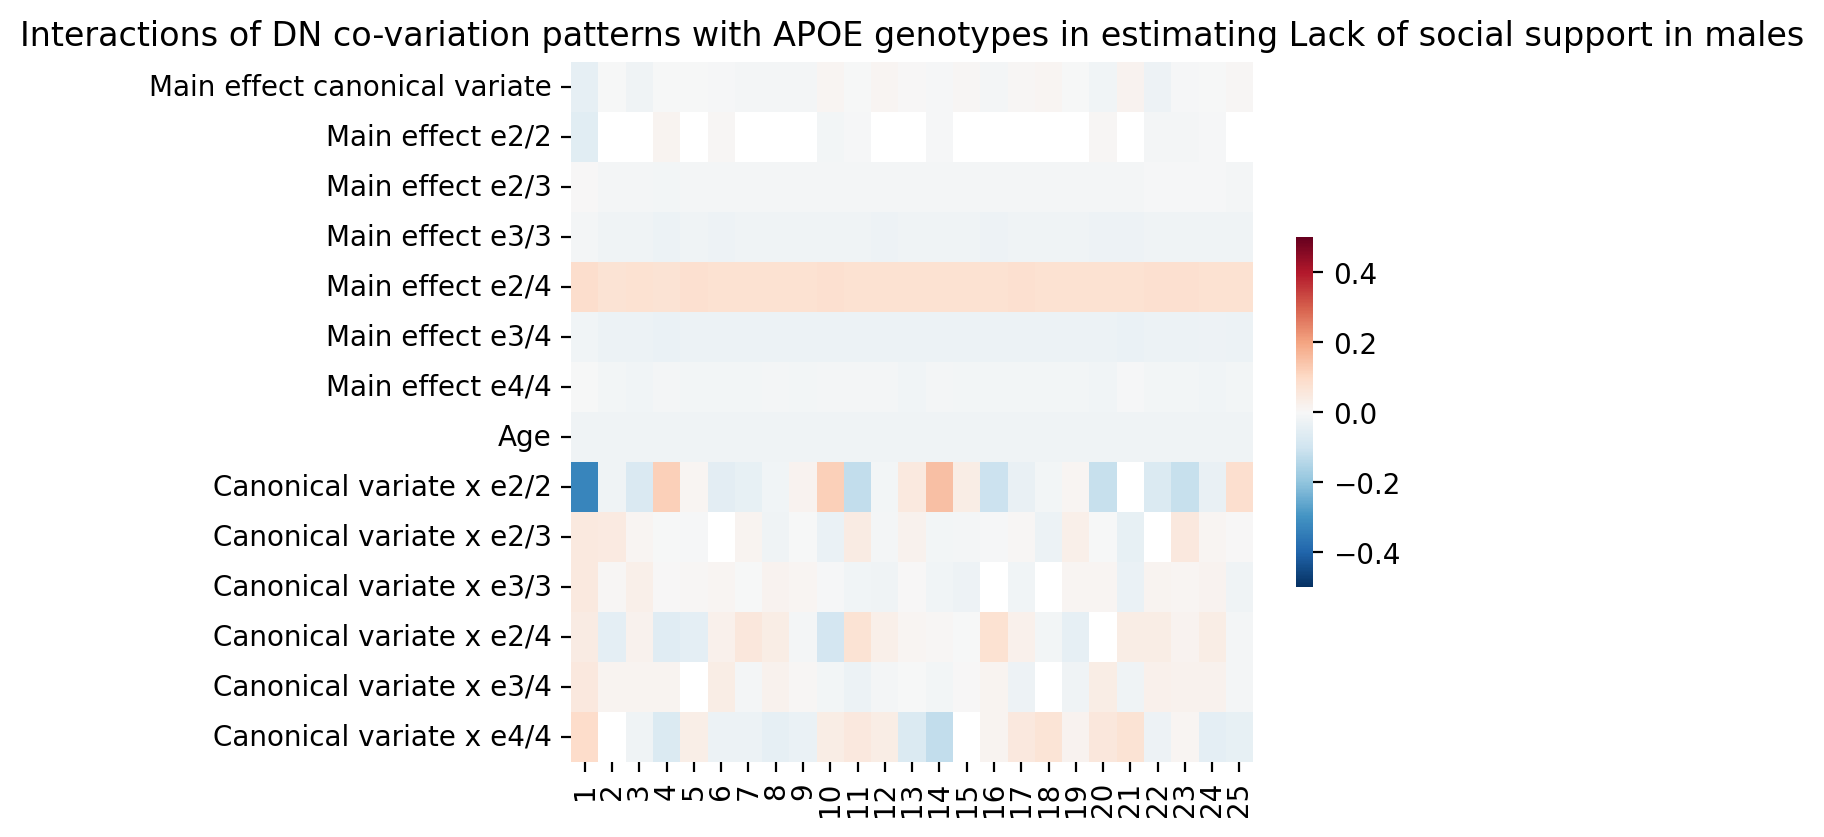 Interactions of DN co-variation patterns with APOE genotypes in estimating Lack of social support in males
Main effect canonical variate
Main effect e2/2
Main effect e2/3
Main effect e3/3
Main effect e2/4
Main effect e3/4
Main effect e4/4
Age
Canonical variate x e2/2
Canonical variate x e2/3
Canonical variate x e3/3
Canonical variate x e2/4
Canonical variate x e3/4
Canonical variate x e4/4
1 2 3 4 5 6 7 8 9 10 11 12 13 14 15 16 17 18 19 20 21 22 23 24 25
0.4
0.2
0.0
−0.2
−0.4